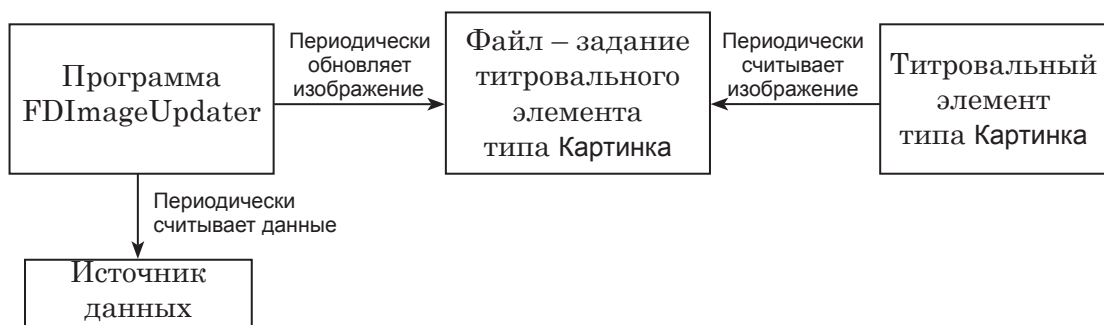 Программа
FDImageUpdater
Периодически
обновляет
изображение
Файл – задание
титровального
элемента
типа Картинка
Периодически
считывает
изображение
Титровальный
элемент
типа Картинка
Периодически
считывает данные
Источник
данных